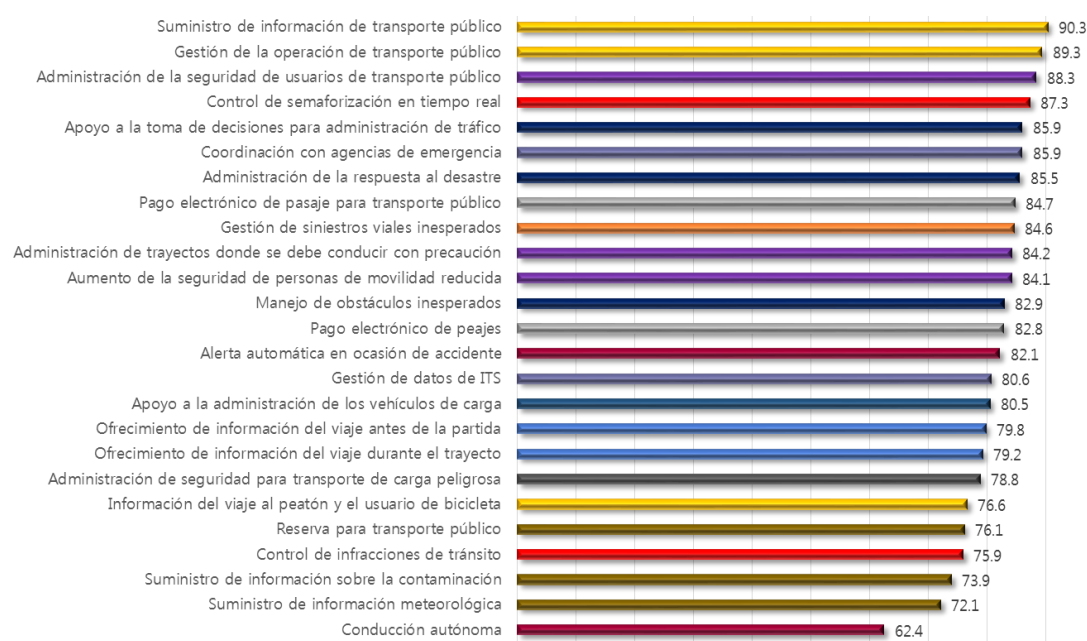 Suministro de información de transporte público 90.3
Gestión de la operación de transporte público 89.3
Administración de la seguridad de usuarios de transporte público 88.3
Control de semaforización en tiempo real 87.3
Apoyo a la toma de decisiones para administración de tráfico 85.9
Coordinación con agencias de emergencia 85.9
Administración de la respuesta al desastre 85.5
Pago electrónico de pasaje para transporte público 84.7
Gestión de siniestros viales inesperados 84.6
Administración de trayectos donde se debe conducir con precaución 84.2
Aumento de la seguridad de personas de movilidad reducida 84.1
Manejo de obstáculos inesperados 82.9
Pago electrónico de peajes 82.8
Alerta automática en ocasión de accidente 82.1
Gestión de datos de ITS 80.6
Apoyo a la administración de los vehículos de carga 80.5
Ofrecimiento de información del viaje antes de la partida 79.8
Ofrecimiento de información del viaje durante el trayecto 79.2
Administración de seguridad para transporte de carga peligrosa 78.8
Información del viaje al peatón y el usuario de bicicleta 76.6
Reserva para transporte público 76.1
Control de infracciones de tránsito 75.9
Suministro de información sobre la contaminación 73.9
Suministro de información meteorológica 72.1
Conducción autónoma 62.4